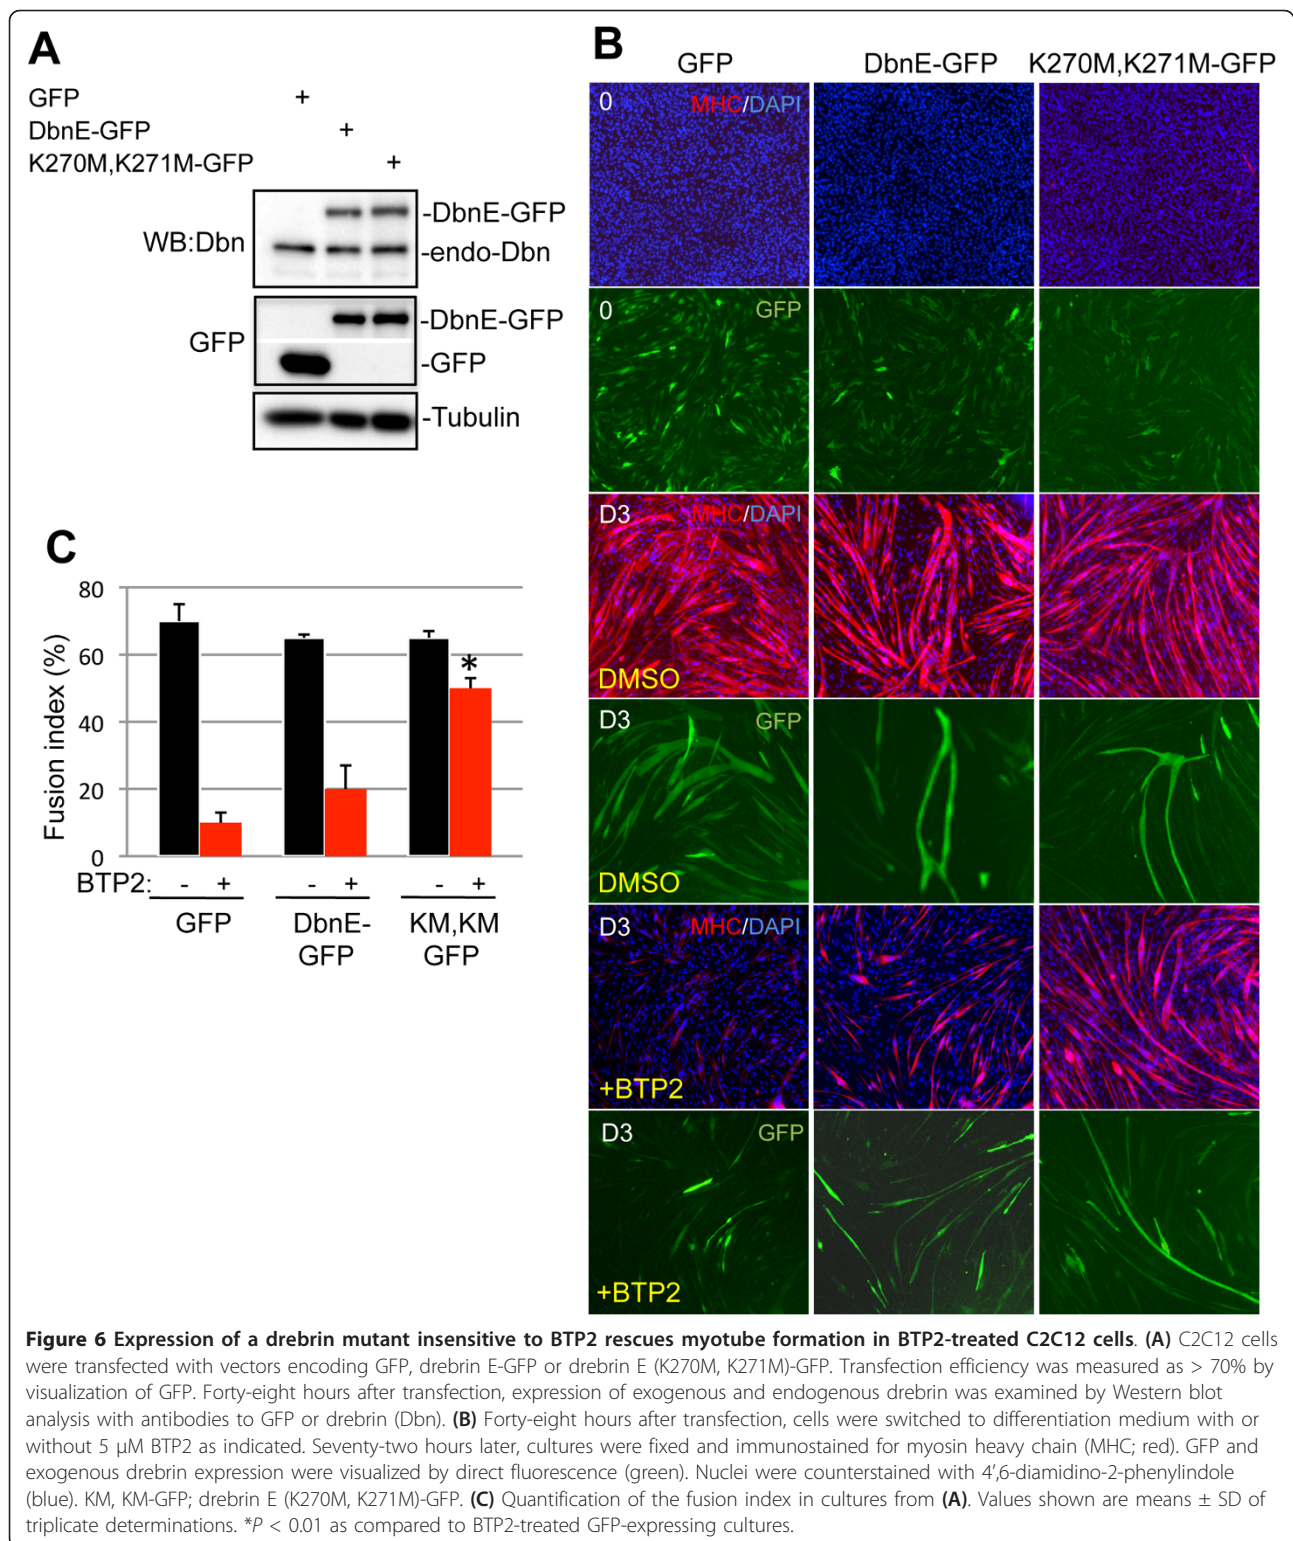 A
GFP +
DbnE-GFP +
K270M,K271M-GFP +
WB:Dbn
-DbnE-GFP
-endo-Dbn
GFP
-DbnE-GFP
-GFP
-Tubulin
B
GFP DbnE-GFP K270M,K271M-GFP
0 MHC/DAPI
0 GFP
D3 MHC/DAPI
DMSO
D3 GFP
DMSO
D3 MHC/DAPI
+BTP2
D3 GFP
+BTP2
C
Fusion index (%)
80
60
40
20
0
*
BTP2: - + - + - +
GFP DbnE- KM,KM
GFP GFP
Figure 6 Expression of a drebrin mutant insensitive to BTP2 rescues myotube formation in BTP2-treated C2C12 cells. (A) C2C12 cells
were transfected with vectors encoding GFP, drebrin E-GFP or drebrin E (K270M, K271M)-GFP. Transfection efficiency was measured as > 70% by
visualization of GFP. Forty-eight hours after transfection, expression of exogenous and endogenous drebrin was examined by Western blot
analysis with antibodies to GFP or drebrin (Dbn). (B) Forty-eight hours after transfection, cells were switched to differentiation medium with or
without 5 μM BTP2 as indicated. Seventy-two hours later, cultures were fixed and immunostained for myosin heavy chain (MHC; red). GFP and
exogenous drebrin expression were visualized by direct fluorescence (green). Nuclei were counterstained with 4′,6-diamidino-2-phenylindole
(blue). KM, KM-GFP; drebrin E (K270M, K271M)-GFP. (C) Quantification of the fusion index in cultures from (A). Values shown are means ± SD of
triplicate determinations. *P < 0.01 as compared to BTP2-treated GFP-expressing cultures.